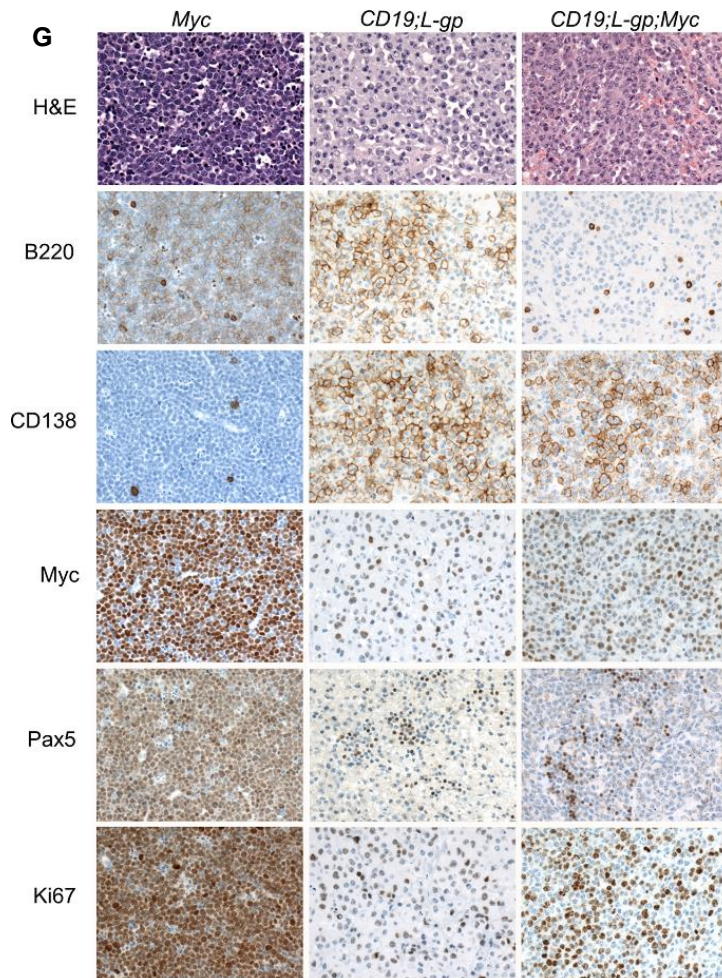 G
Myc CD19;L-gp CD19;L-gp;Myc
H&E
B220
CD138
Myc
Pax5
Ki67